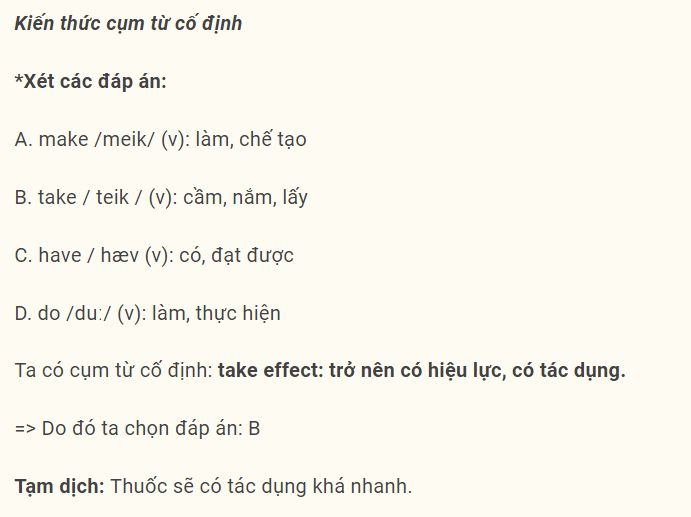 Kiến thức cụm từ cố định
*Xét các đáp án:
A. make /meik/ (v): làm, chế tạo
B. take / teik / (v): cầm, nắm, lấy
C. have / hæv (v): có, đạt được
D. do /duː/ (v): làm, thực hiện
Ta có cụm từ cố định: take effect: trở nên có hiệu lực, có tác dụng.
=> Do đó ta chọn đáp án: B
Tạm dịch: Thuốc sẽ có tác dụng khá nhanh.